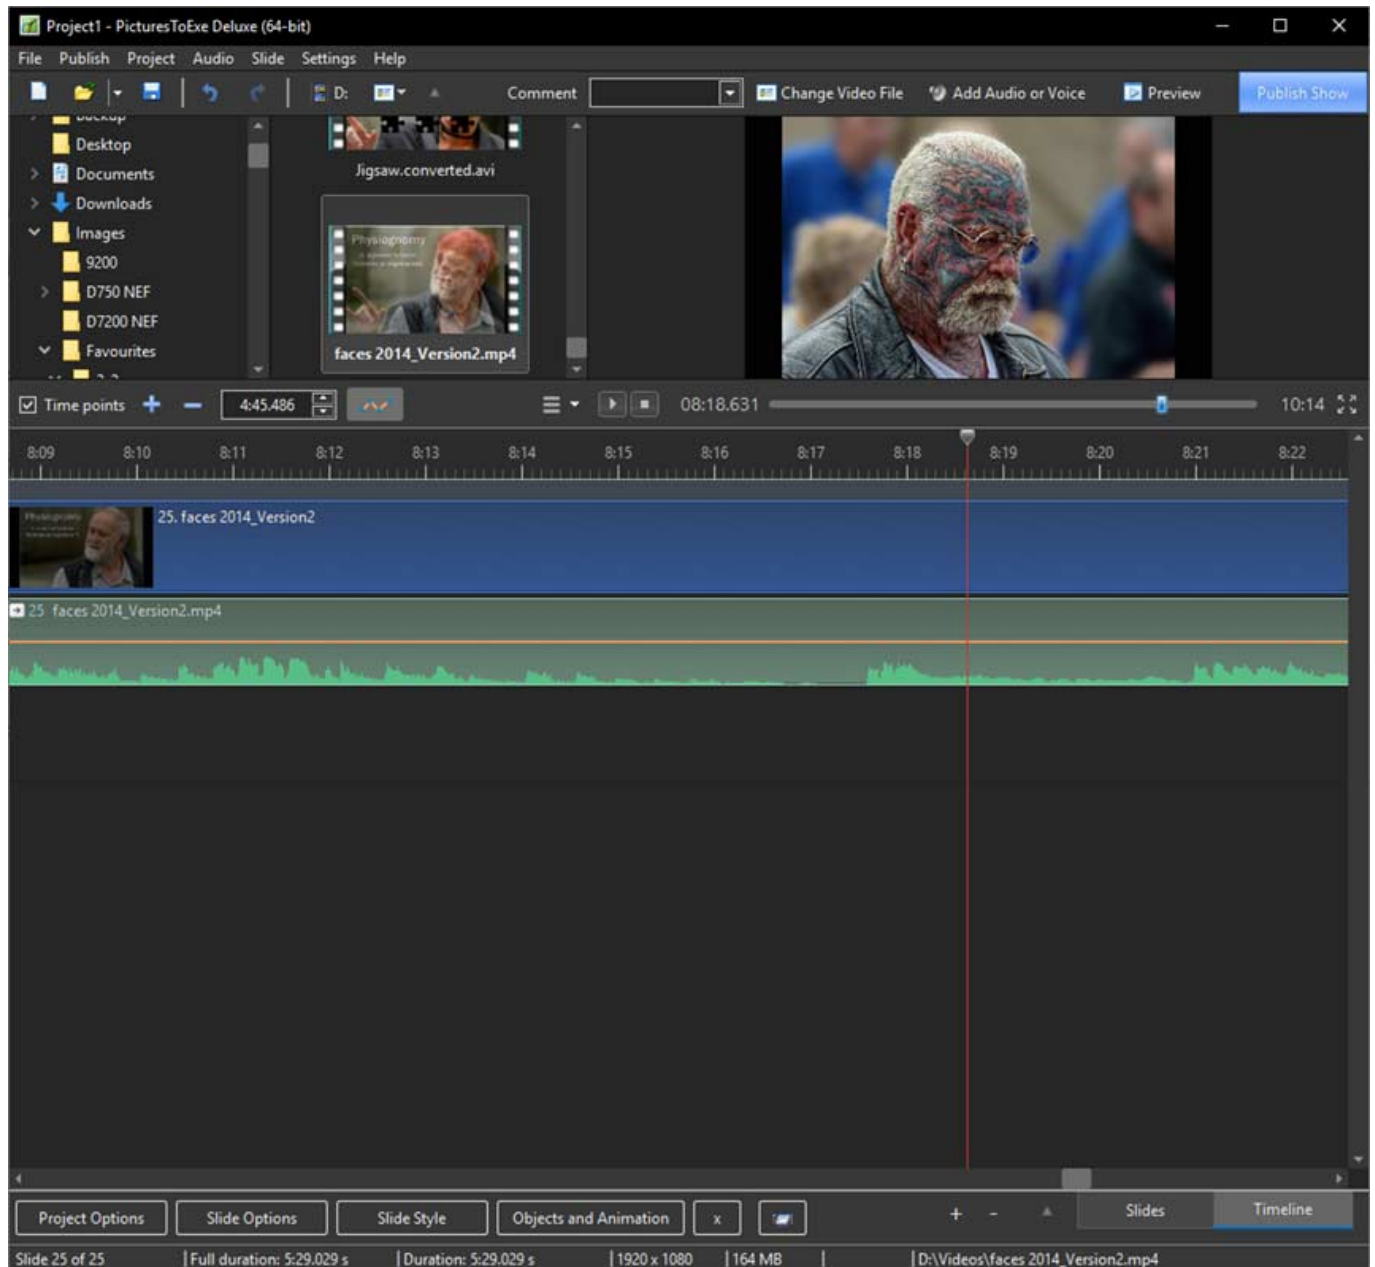 Project1 - PicturesToExe Deluxe (64-bit)
File Publish Project Audio Slide Settings Help
D: Comment Change Video File Add Audio or Voice Preview Publish Show
Backup
Desktop
Documents
Downloads
Images
9200
D750 NEF
D7200 NEF
Favourites
Jigsaw.converted.avi
Physiognomy
faces 2014_Version2.mp4
Time points 4:45.486 08:18.631 10:14
8:09 8:10 8:11 8:12 8:13 8:14 8:15 8:16 8:17 8:18 8:19 8:20 8:21 8:22
25. faces 2014_Version2
25 faces 2014_Version2.mp4
Project Options Slide Options Slide Style Objects and Animation x + - Slides Timeline
Slide 25 of 25 Full duration: 5:29.029 s Duration: 5:29.029 s 1920 x 1080 164 MB D:\Videos\faces 2014_Version2.mp4